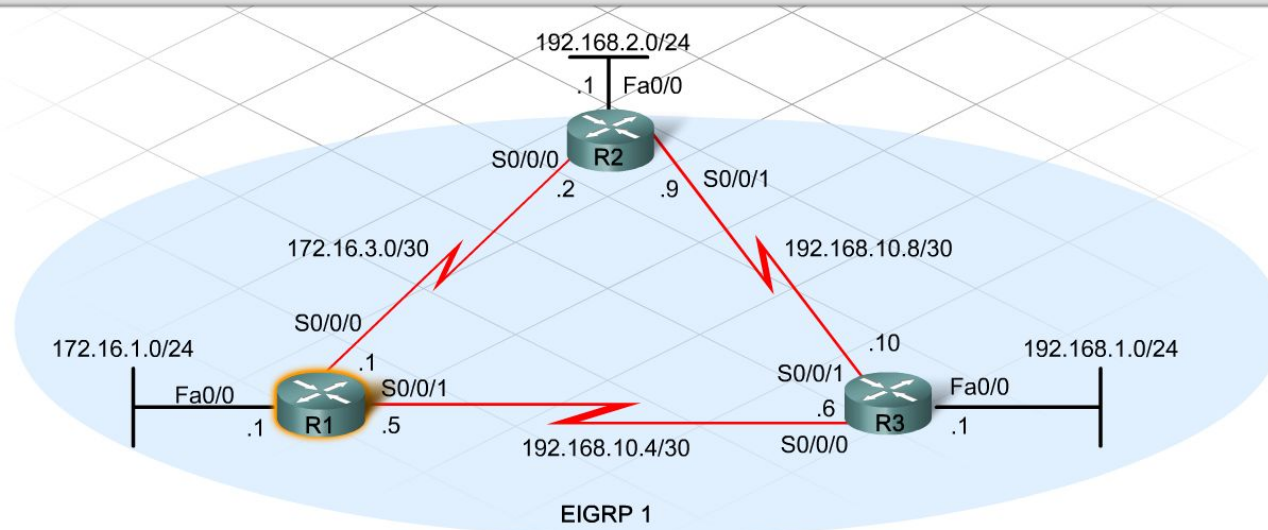 192.168.2.0/24
.1 Fa0/0
R2
S0/0/0
.2
.9
S0/0/1
172.16.3.0/30
192.168.10.8/30
S0/0/0
.1
172.16.1.0/24
Fa0/0
.1
R1
S0/0/1
.5
192.168.10.4/30
.10
S0/0/1
.6
S0/0/0
R3
192.168.1.0/24
Fa0/0
.1
EIGRP 1